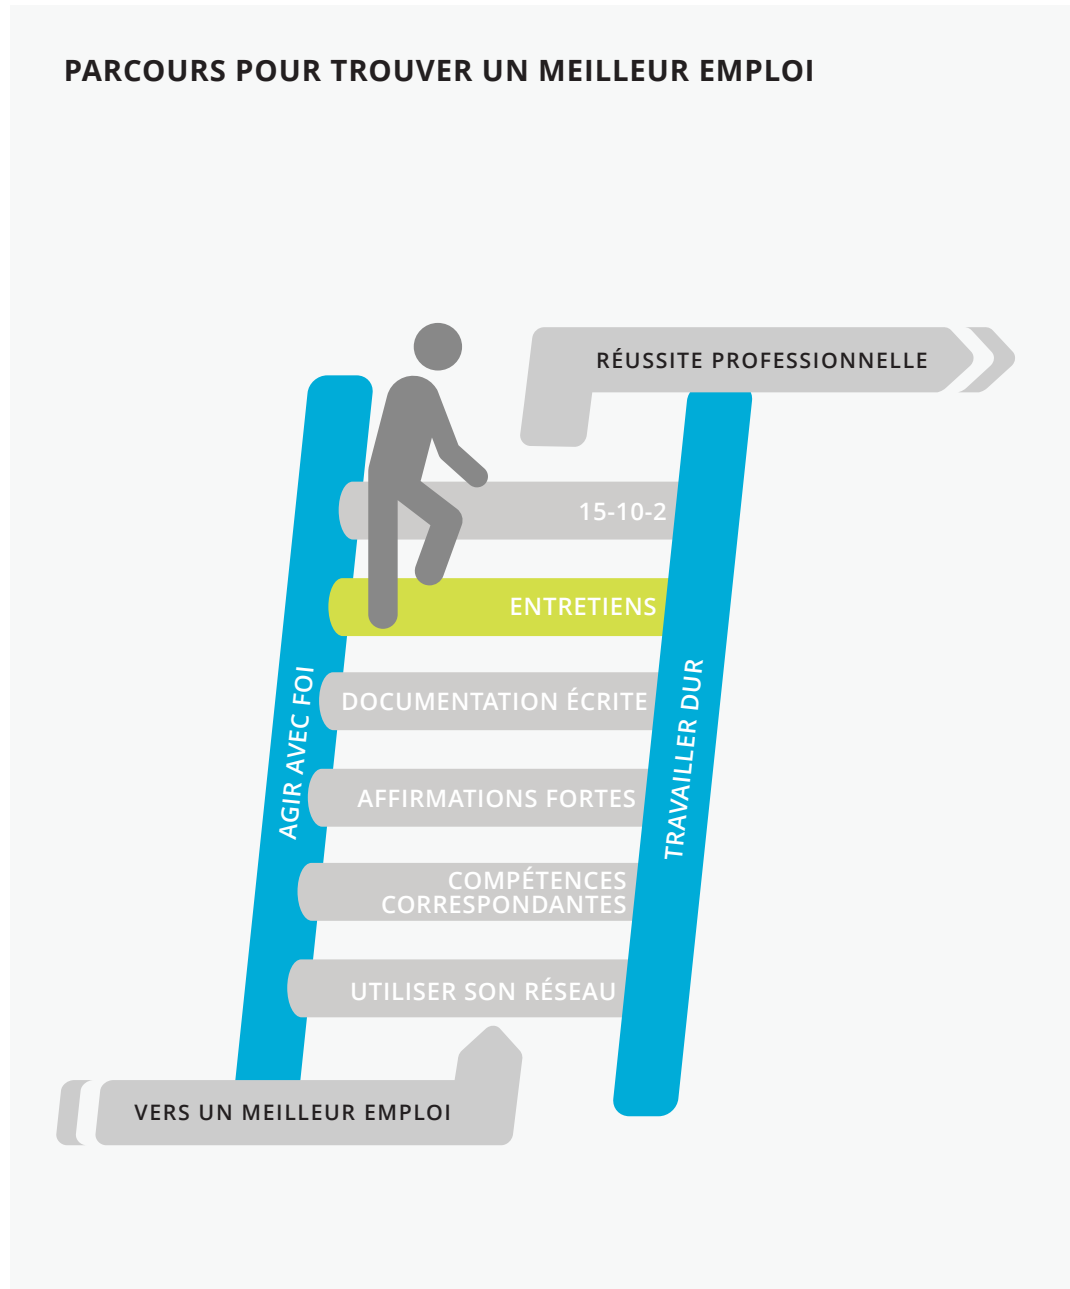 PARCOURS POUR TROUVER UN MEILLEUR EMPLOI
RÉUSSITE PROFESSIONNELLE
15-10-2
ENTRETIENS
DOCUMENTATION ÉCRITE
AFFIRMATIONS FORTES
COMPÉTENCES
CORRESPONDANTES
UTILISER SON RÉSEAU
AGIR AVEC FOI
TRAVAILLER DUR
VERS UN MEILLEUR EMPLOI